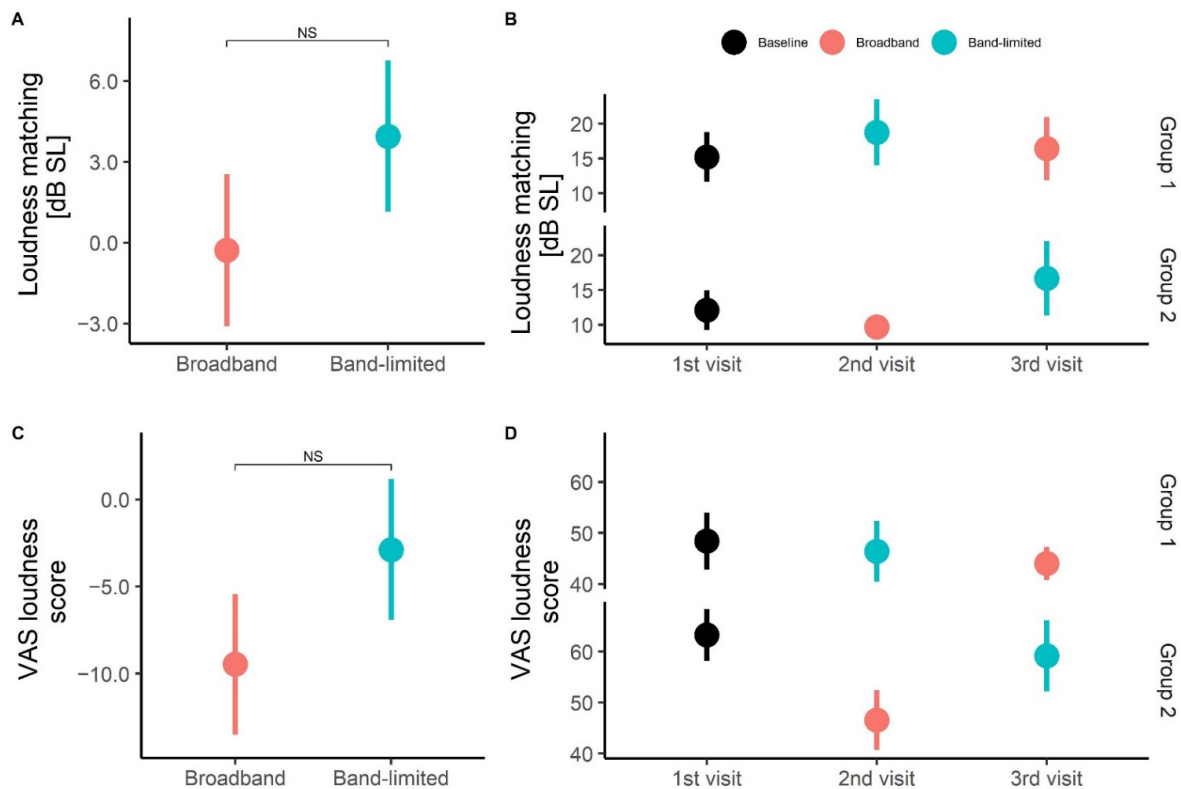 A
NS
Loudness matching
[dB SL]
6.0
3.0
0.0
−3.0
Broadband
Band-limited
B
Baseline
Broadband
Band-limited
Loudness matching
[dB SL]
20
15
10
Group 1
20
15
10
Group 2
1st visit
2nd visit
3rd visit
C
NS
VAS loudness
score
0.0
−5.0
−10.0
Broadband
Band-limited
D
VAS loudness
score
60
50
40
Group 1
60
50
40
Group 2
1st visit
2nd visit
3rd visit